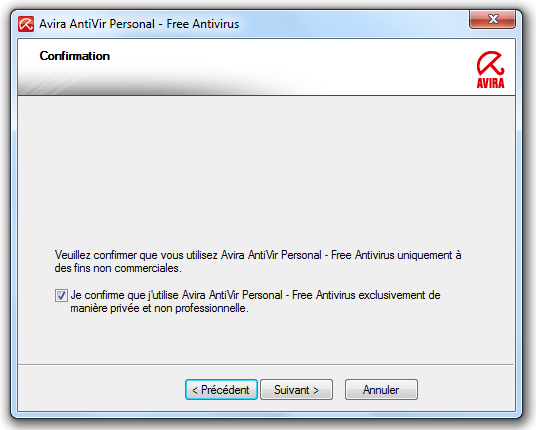 Avira AntiVir Personal - Free Antivirus
Confirmation
AVIRA
Veuillez confirmer que vous utilisez Avira AntiVir Personal - Free Antivirus uniquement à
des fins non commerciales.
Je confirme que j'utilise Avira AntiVir Personal - Free Antivirus exclusivement de
manière privée et non professionnelle.
< Précédent Suivant > Annuler